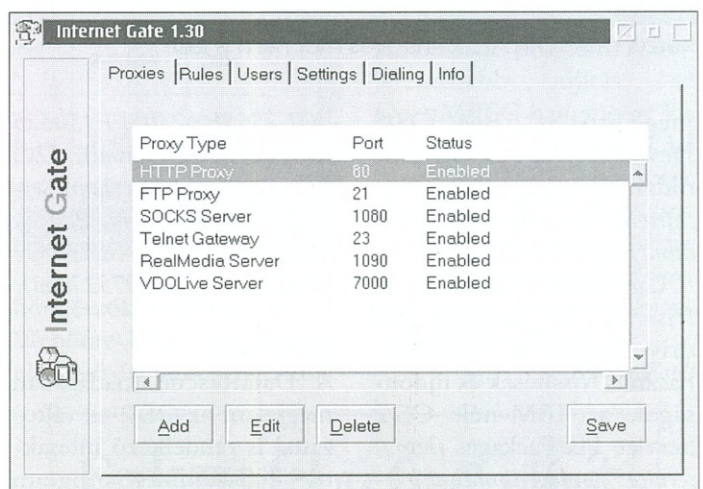 Internet Gate 1.30
Proxies Rules Users Settings Dialing Info
Internet Gate
Proxy Type Port Status
HTTP Proxy 80 Enabled
FTP Proxy 21 Enabled
SOCKS Server 1080 Enabled
Telnet Gateway 23 Enabled
RealMedia Server 1090 Enabled
VDOLive Server 7000 Enabled
Add Edit Delete Save